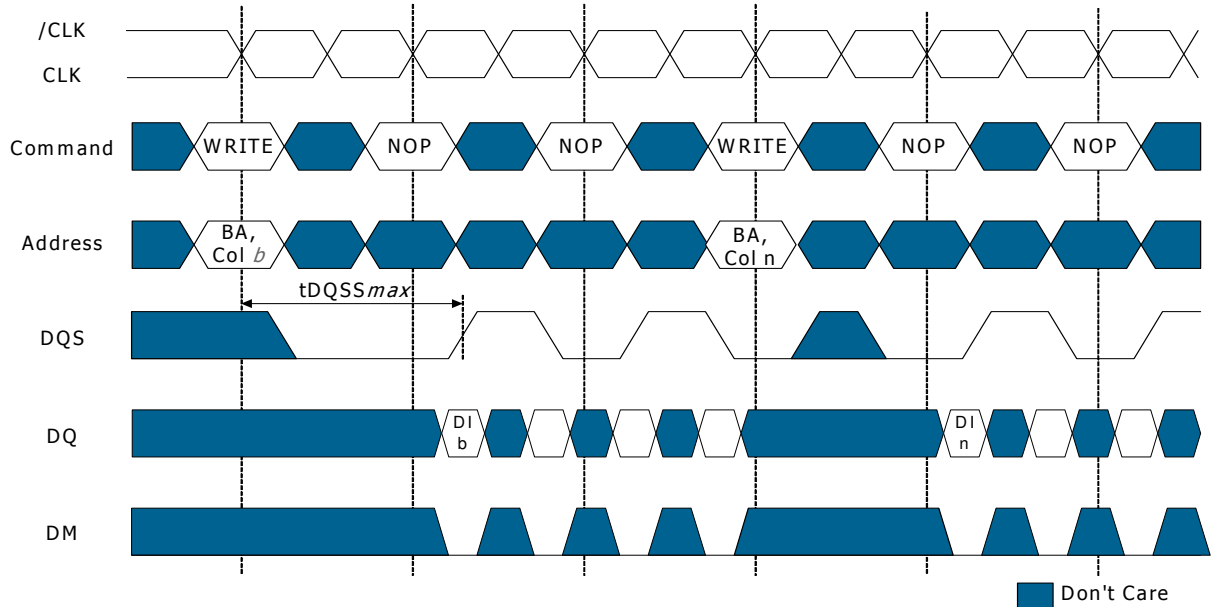 /CLK
CLK
Command WRITE NOP NOP WRITE NOP NOP
Address BA, Col b BA, Col n
tDQSSmax
DQS
DQ DI b DI n
DM
Don't Care